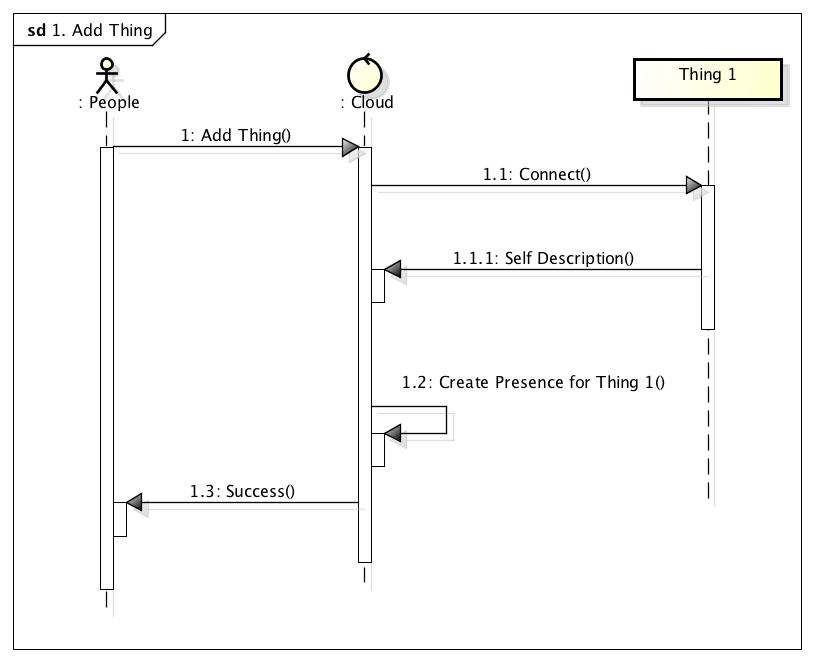 sd 1. Add Thing
: People
: Cloud
Thing 1
1: Add Thing()
1.1: Connect()
1.1.1: Self Description()
1.2: Create Presence for Thing 1()
1.3: Success()